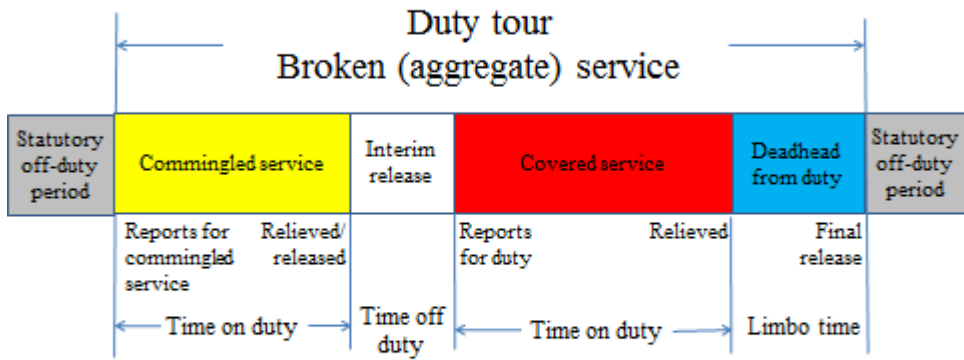 Duty tour
Broken (aggregate) service
Statutory
off-duty
period
Commingled service
Interim
release
Covered service
Deadhead
from duty
Statutory
off-duty
period
Reports for
commingled
service
Relieved/
released
Reports
for duty
Relieved
Final
release
Time on duty
Time off
duty
Time on duty
Limbo time